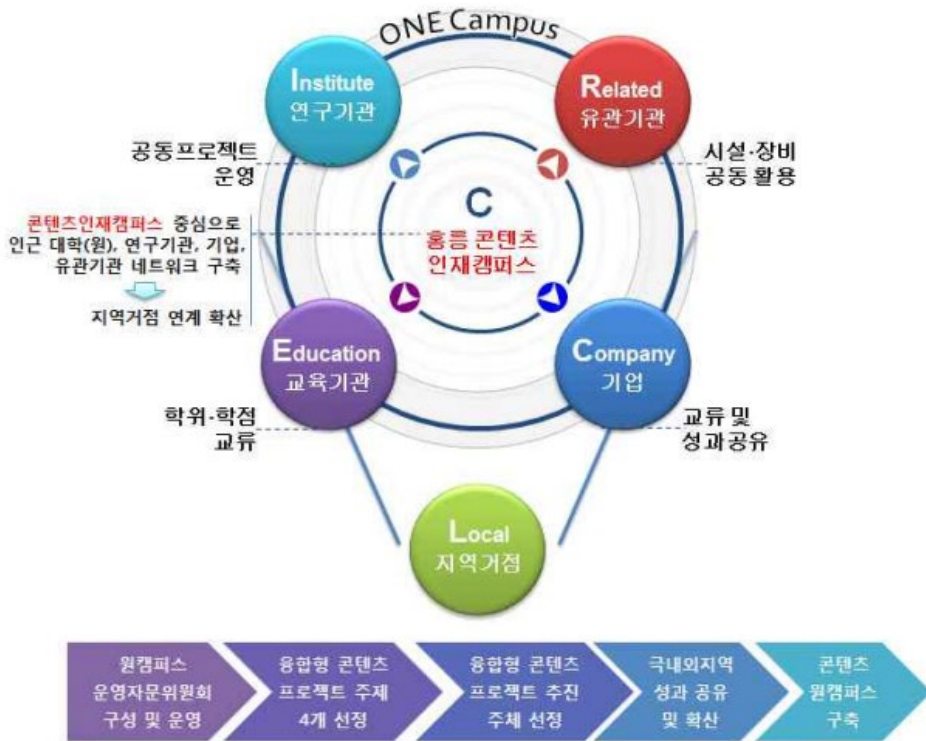 ONE Campus
Institute
연구기관
Related
유관기관
공동프로젝트
운영
시설·장비
공동 활용
C
홍릉 콘텐츠
인재캠퍼스
콘텐츠인재캠퍼스 중심으로
인근 대학(원), 연구기관, 기업,
유관기관 네트워크 구축
지역거점 연계 확산
Education
교육기관
Company
기업
학위·학점
교류
교류 및
성과공유
Local
지역거점
원캠퍼스
운영자문위원회
구성 및 운영
융합형 콘텐츠
프로젝트 주제
4개 선정
융합형 콘텐츠
프로젝트 추진
주체 선정
극내외지역
성과 공유
및 확산
콘텐츠
원캠퍼스
구축